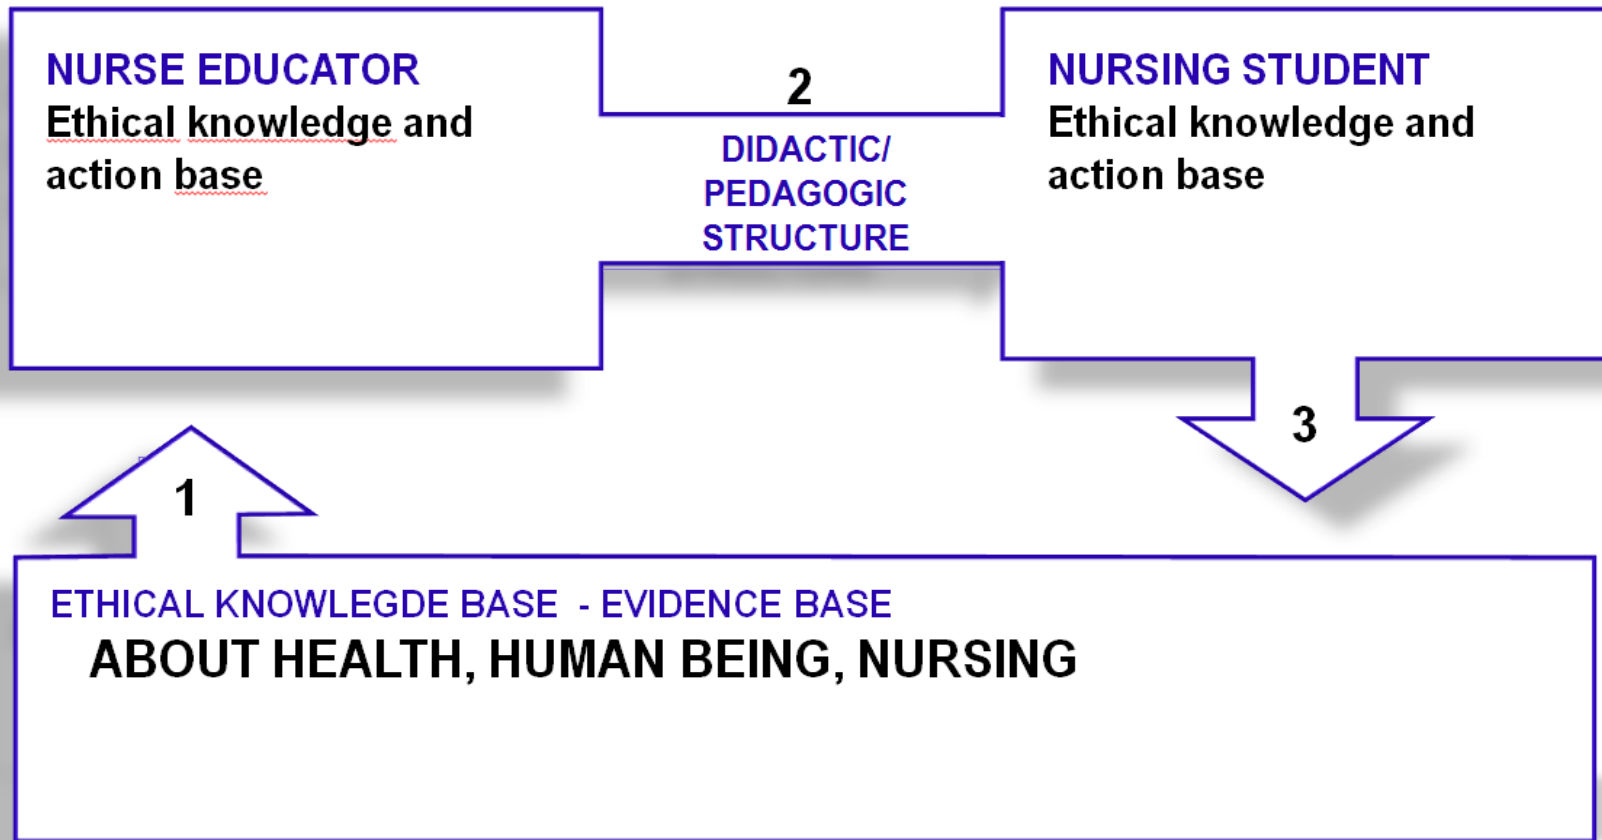 NURSE EDUCATOR
Ethical knowledge and
action base
2
DIDACTIC/
PEDAGOGIC
STRUCTURE
NURSING STUDENT
Ethical knowledge and
action base
3
1
ETHICAL KNOWLEGDE BASE - EVIDENCE BASE
ABOUT HEALTH, HUMAN BEING, NURSING